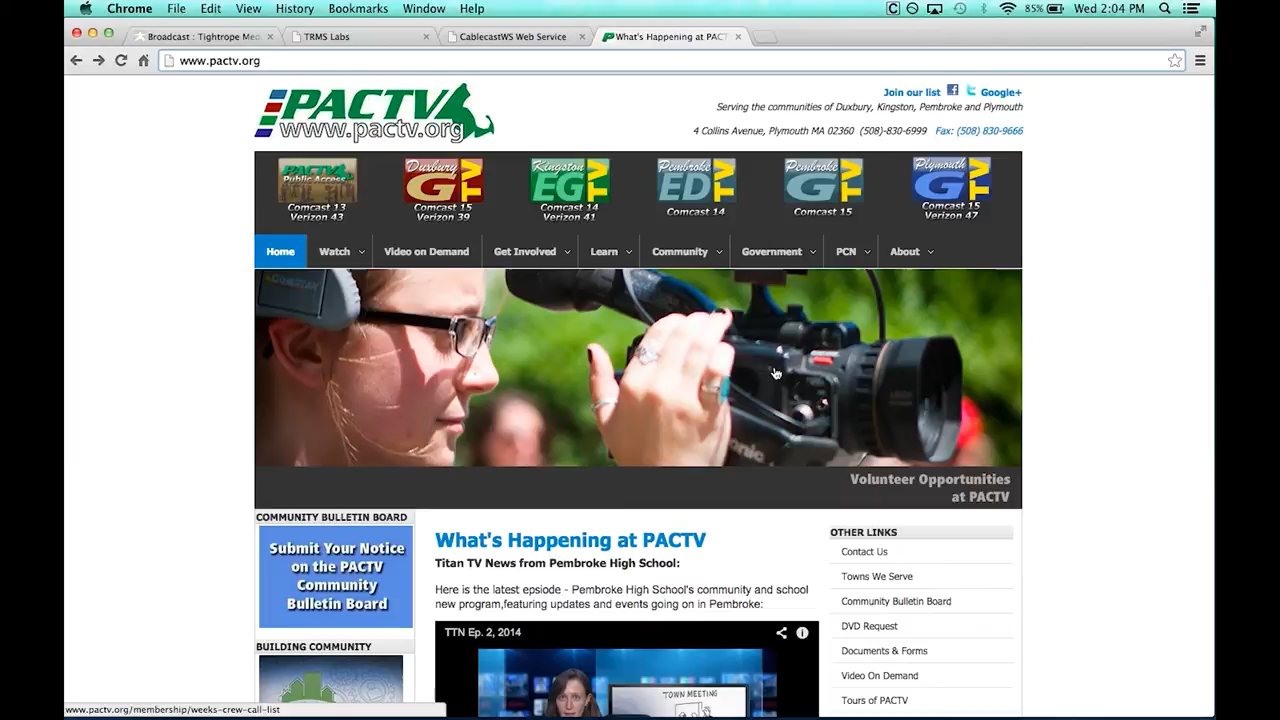 Chrome File Edit View History Bookmarks Window Help 85% Wed 2:04 PM
Broadcast : Tightrope Med TRMS Labs CablecastWS Web Service What's Happening at PACT
www.pactv.org
PACTV
www.pactv.org
Join our list Google+
Serving the communities of Duxbury, Kingston, Pembroke and Plymouth
4 Collins Avenue, Plymouth MA 02360 (508)-830-6999 Fax: (508) 830-9666
PACTV Public Access
Comcast 13
Verizon 43
Duxbury GTV
Comcast 15
Verizon 39
Kingston EGTV
Comcast 14
Verizon 41
Pembroke EDTV
Comcast 14
Pembroke GTV
Comcast 15
Plymouth GTV
Comcast 15
Verizon 47
Home Watch Video on Demand Get Involved Learn Community Government PCN About
Volunteer Opportunities
at PACTV
COMMUNITY BULLETIN BOARD
Submit Your Notice
on the PACTV
Community
Bulletin Board
BUILDING COMMUNITY
What's Happening at PACTV
Titan TV News from Pembroke High School:
Here is the latest epsiode - Pembroke High School's community and school
new program,featuring updates and events going on in Pembroke:
TTN Ep. 2, 2014
TOWN MEETING
OTHER LINKS
Contact Us
Towns We Serve
Community Bulletin Board
DVD Request
Documents & Forms
Video On Demand
Tours of PACTV
www.pactv.org/membership/weeks-crew-call-list